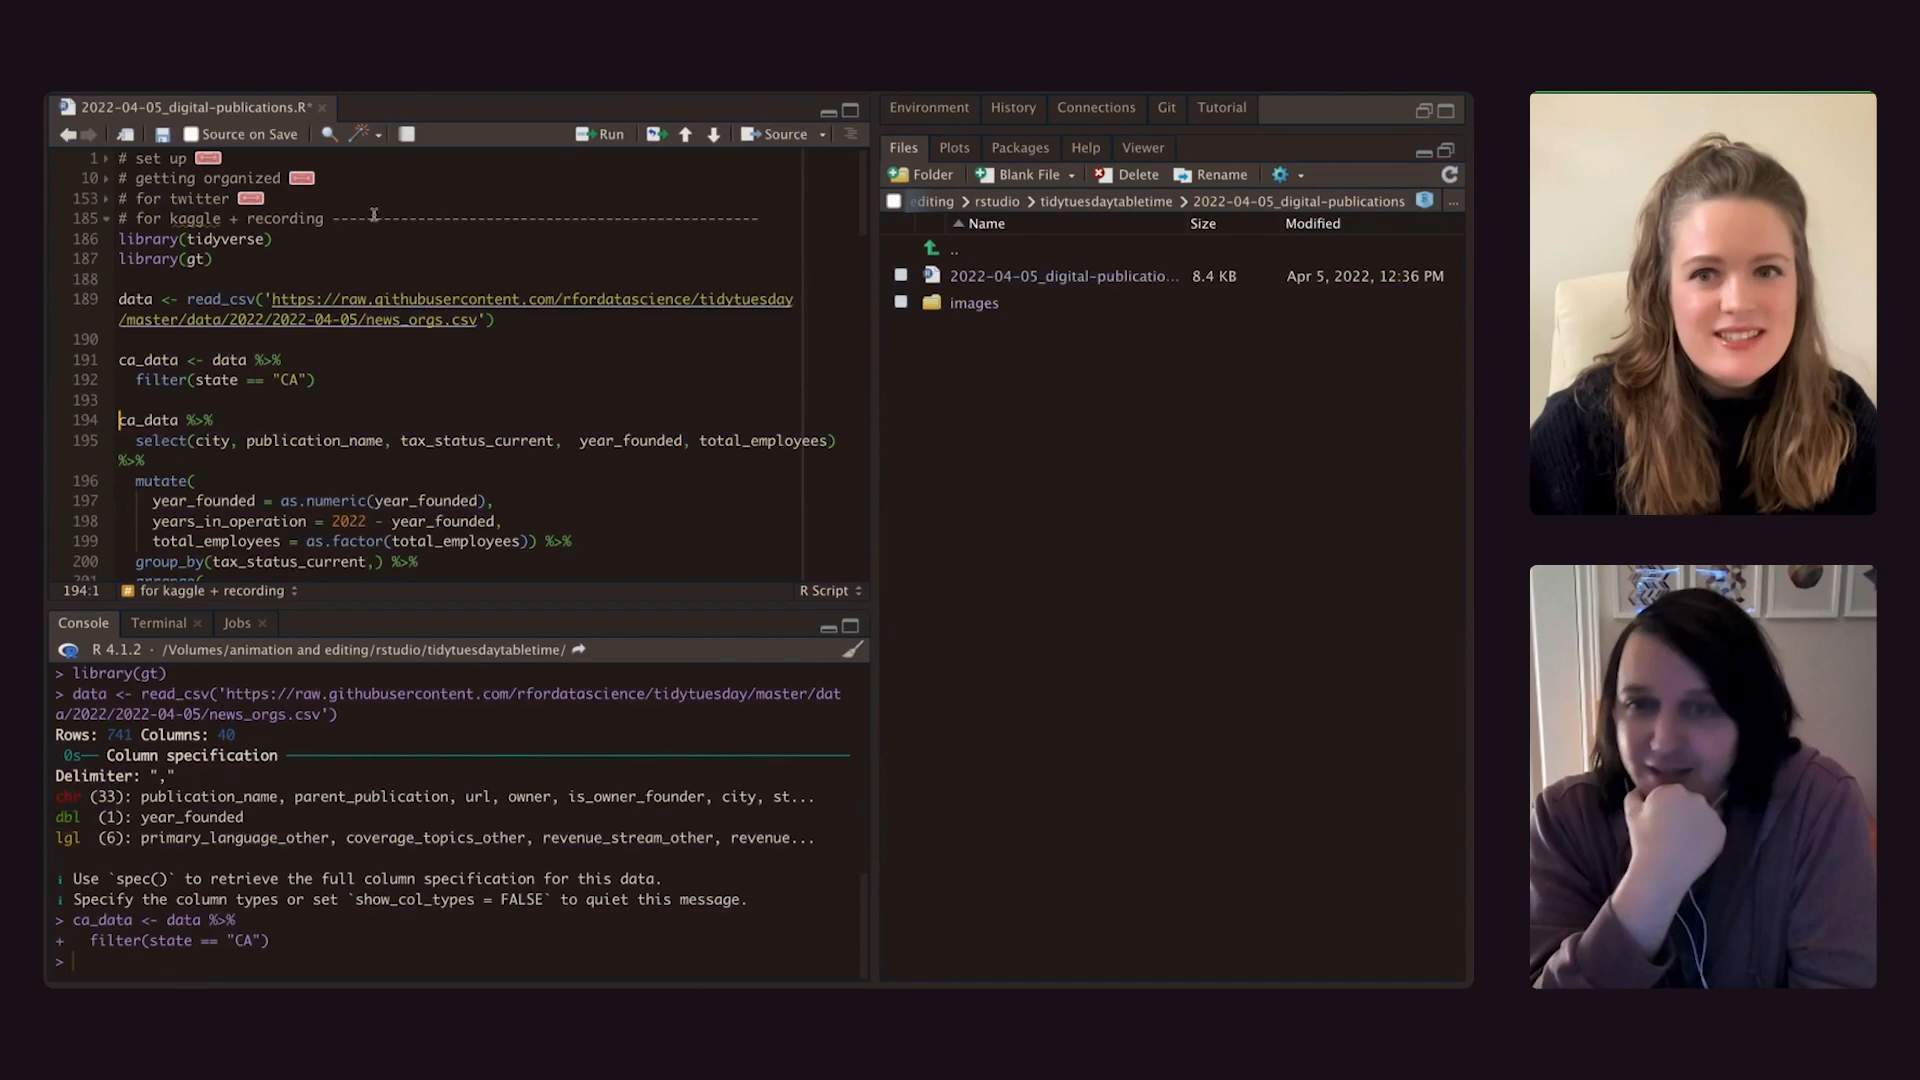 2022-04-05_digital-publications.R*
Source on Save
Run
Source
1 # set up
10 # getting organized
153 # for twitter
185 # for kaggle + recording --------------------------------------------------
186 library(tidyverse)
187 library(gt)
188
189 data <- read_csv('https://raw.githubusercontent.com/rfordatascience/tidytuesday
/master/data/2022/2022-04-05/news_orgs.csv')
190
191 ca_data <- data %>%
192 filter(state == "CA")
193
194 ca_data %>%
195 select(city, publication_name, tax_status_current,  year_founded, total_employees)
%>%
196 mutate(
197 year_founded = as.numeric(year_founded),
198 years_in_operation = 2022 - year_founded,
199 total_employees = as.factor(total_employees)) %>%
200 group_by(tax_status_current,) %>%
194:1 # for kaggle + recording R Script
Console Terminal Jobs
R 4.1.2 · /Volumes/animation and editing/rstudio/tidytuesdaytabletime/
> library(gt)
> data <- read_csv('https://raw.githubusercontent.com/rfordatascience/tidytuesday/master/dat
a/2022/2022-04-05/news_orgs.csv')
Rows: 741 Columns: 40
0s── Column specification
Delimiter: ","
chr (33): publication_name, parent_publication, url, owner, is_owner_founder, city, st...
dbl  (1): year_founded
lgl  (6): primary_language_other, coverage_topics_other, revenue_stream_other, revenue...
i Use `spec()` to retrieve the full column specification for this data.
i Specify the column types or set `show_col_types = FALSE` to quiet this message.
> ca_data <- data %>%
+   filter(state == "CA")
>
Environment History Connections Git Tutorial
Files Plots Packages Help Viewer
Folder Blank File Delete Rename
editing > rstudio > tidytuesdaytabletime > 2022-04-05_digital-publications ...
Name Size Modified
..
2022-04-05_digital-publicatio... 8.4 KB Apr 5, 2022, 12:36 PM
images